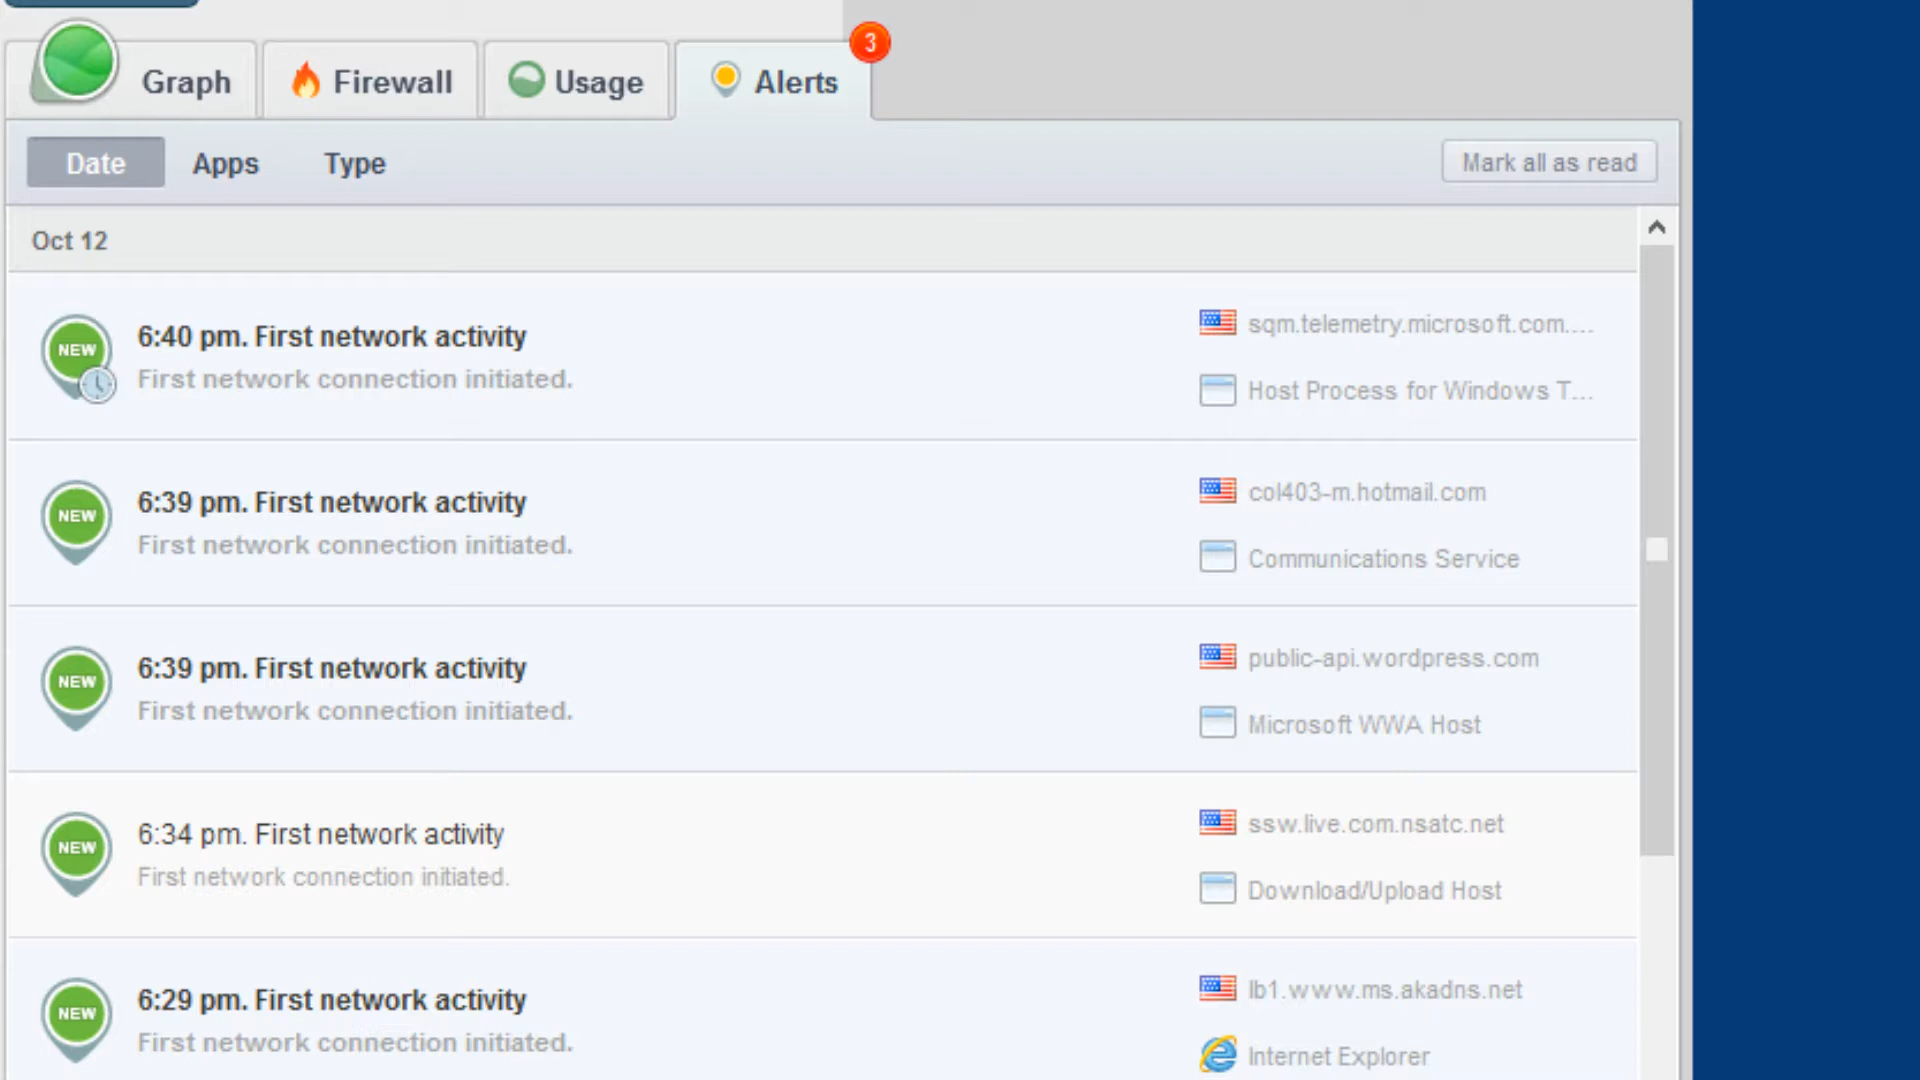 Graph
Firewall
Usage
Alerts
3
Date
Apps
Type
Mark all as read
Oct 12
NEW
6:40 pm. First network activity
First network connection initiated.
sqm.telemetry.microsoft.com....
Host Process for Windows T...
NEW
6:39 pm. First network activity
First network connection initiated.
col403-m.hotmail.com
Communications Service
NEW
6:39 pm. First network activity
First network connection initiated.
public-api.wordpress.com
Microsoft WWA Host
NEW
6:34 pm. First network activity
First network connection initiated.
ssw.live.com.nsatc.net
Download/Upload Host
NEW
6:29 pm. First network activity
First network connection initiated.
lb1.www.ms.akadns.net
Internet Explorer